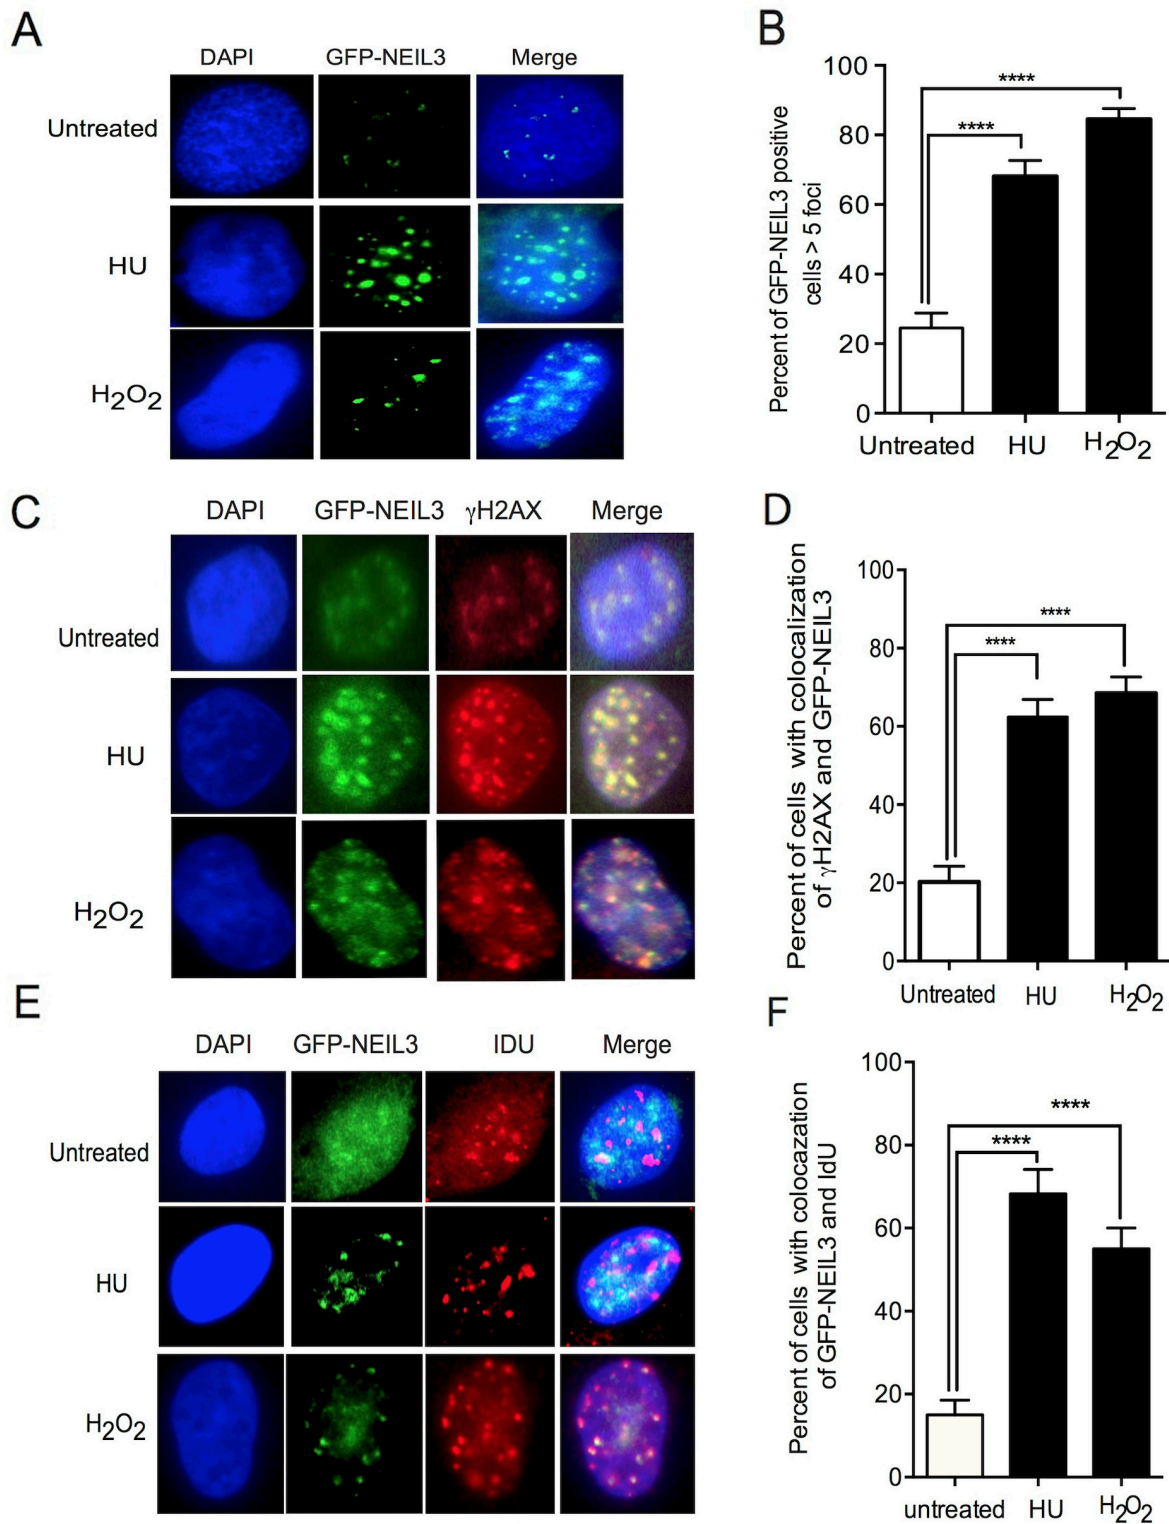 A
DAPI GFP-NEIL3 Merge
Untreated
HU
H2O2
B
Percent of GFP-NEIL3 positive
cells > 5 foci
100
80
60
40
20
0
****
****
Untreated HU H2O2
C
DAPI GFP-NEIL3 γH2AX Merge
Untreated
HU
H2O2
D
Percent of cells with colocalization
of γH2AX and GFP-NEIL3
100
80
60
40
20
0
****
****
Untreated HU H2O2
E
DAPI GFP-NEIL3 IDU Merge
Untreated
HU
H2O2
F
Percent of cells with colocazation
of GFP-NEIL3 and IdU
100
80
60
40
20
0
****
****
untreated HU H2O2